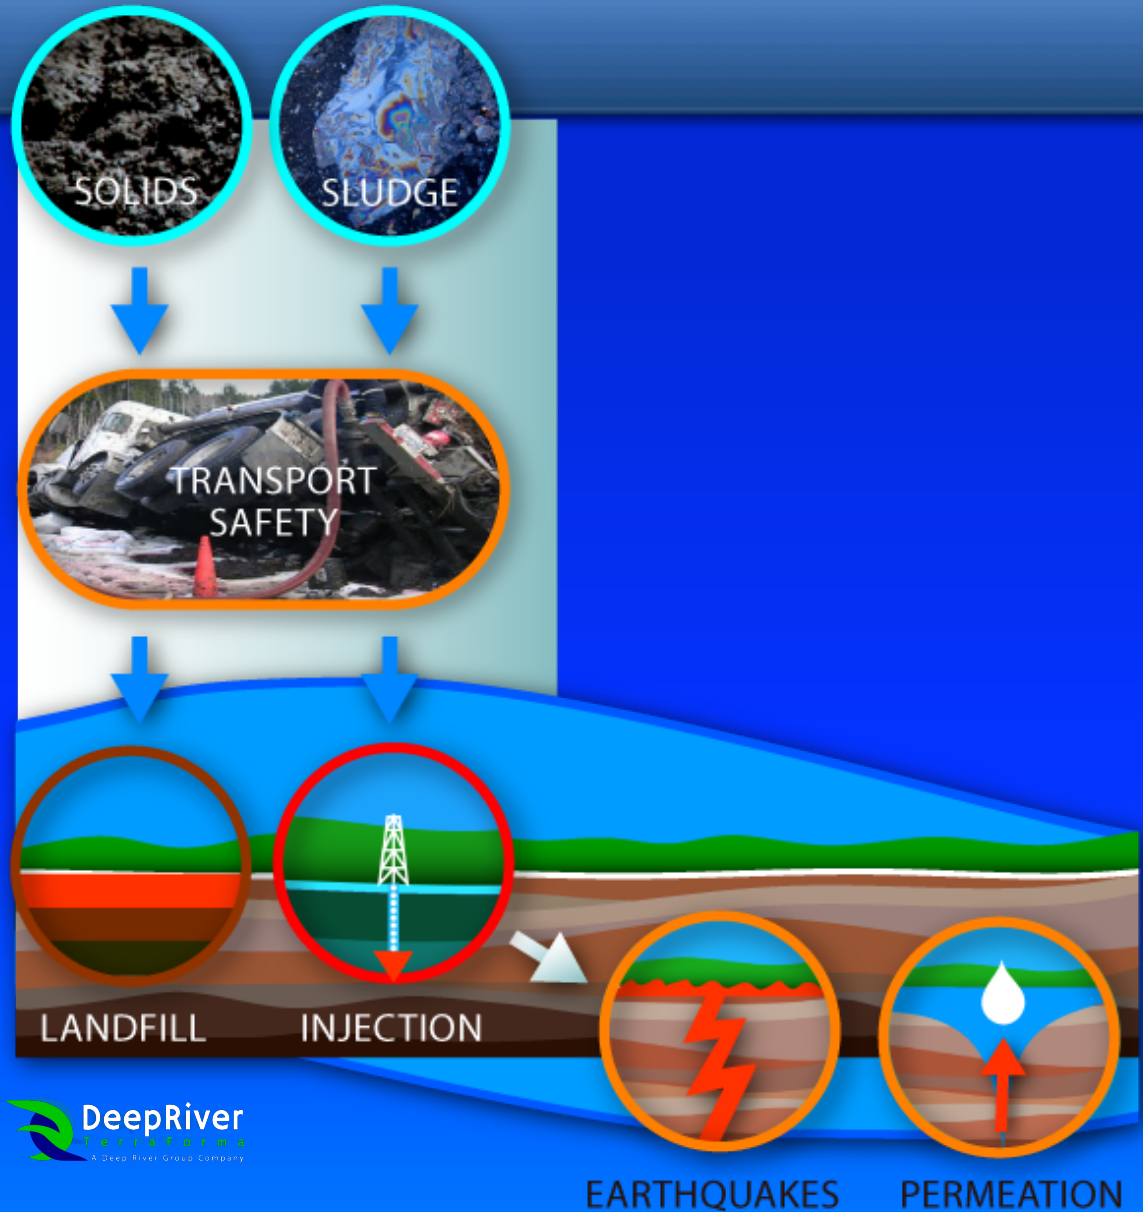 SOLIDS
SLUDGE
TRANSPORT
SAFETY
LANDFILL
INJECTION
DeepRiver
TerraForma
A Deep River Group Company
EARTHQUAKES
PERMEATION